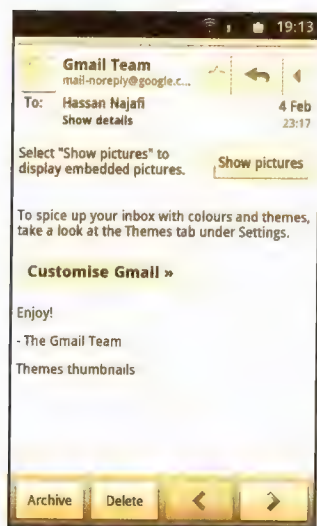 19:13
Gmail Team
mail-noreply@google.c...
To: Hassan Najafi 4 Feb
Show details 23:17
Select "Show pictures" to
display embedded pictures.
Show pictures
To spice up your inbox with colours and themes,
take a look at the Themes tab under Settings.
Customise Gmail »
Enjoy!
- The Gmail Team
Themes thumbnails
Archive Delete